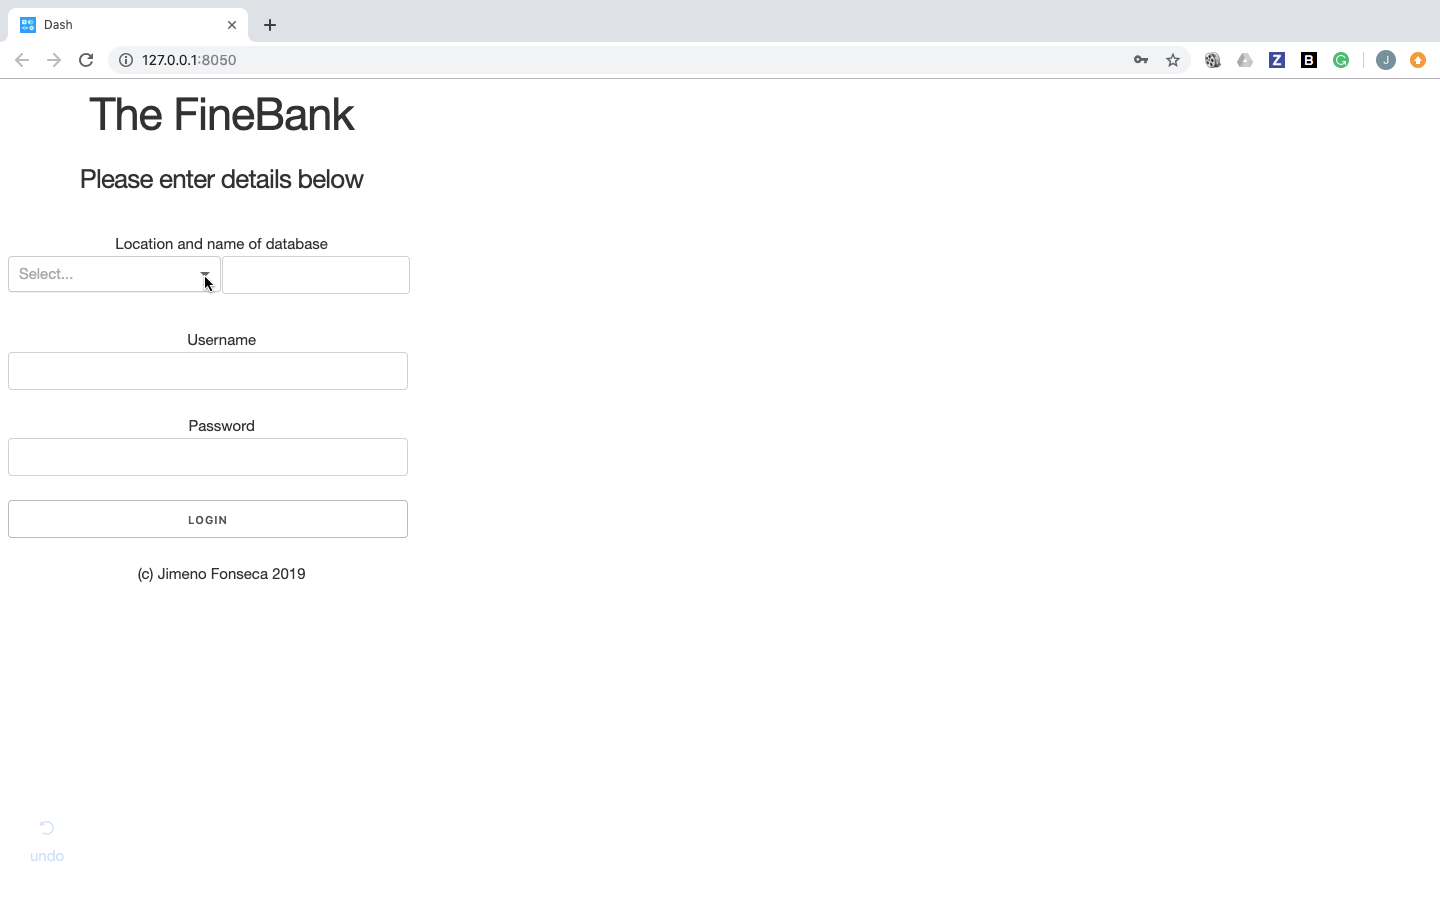 Dash
127.0.0.1:8050
Z
B
J
The FineBank
Please enter details below
Location and name of database
Select...
Username
Password
LOGIN
(c) Jimeno Fonseca 2019
undo